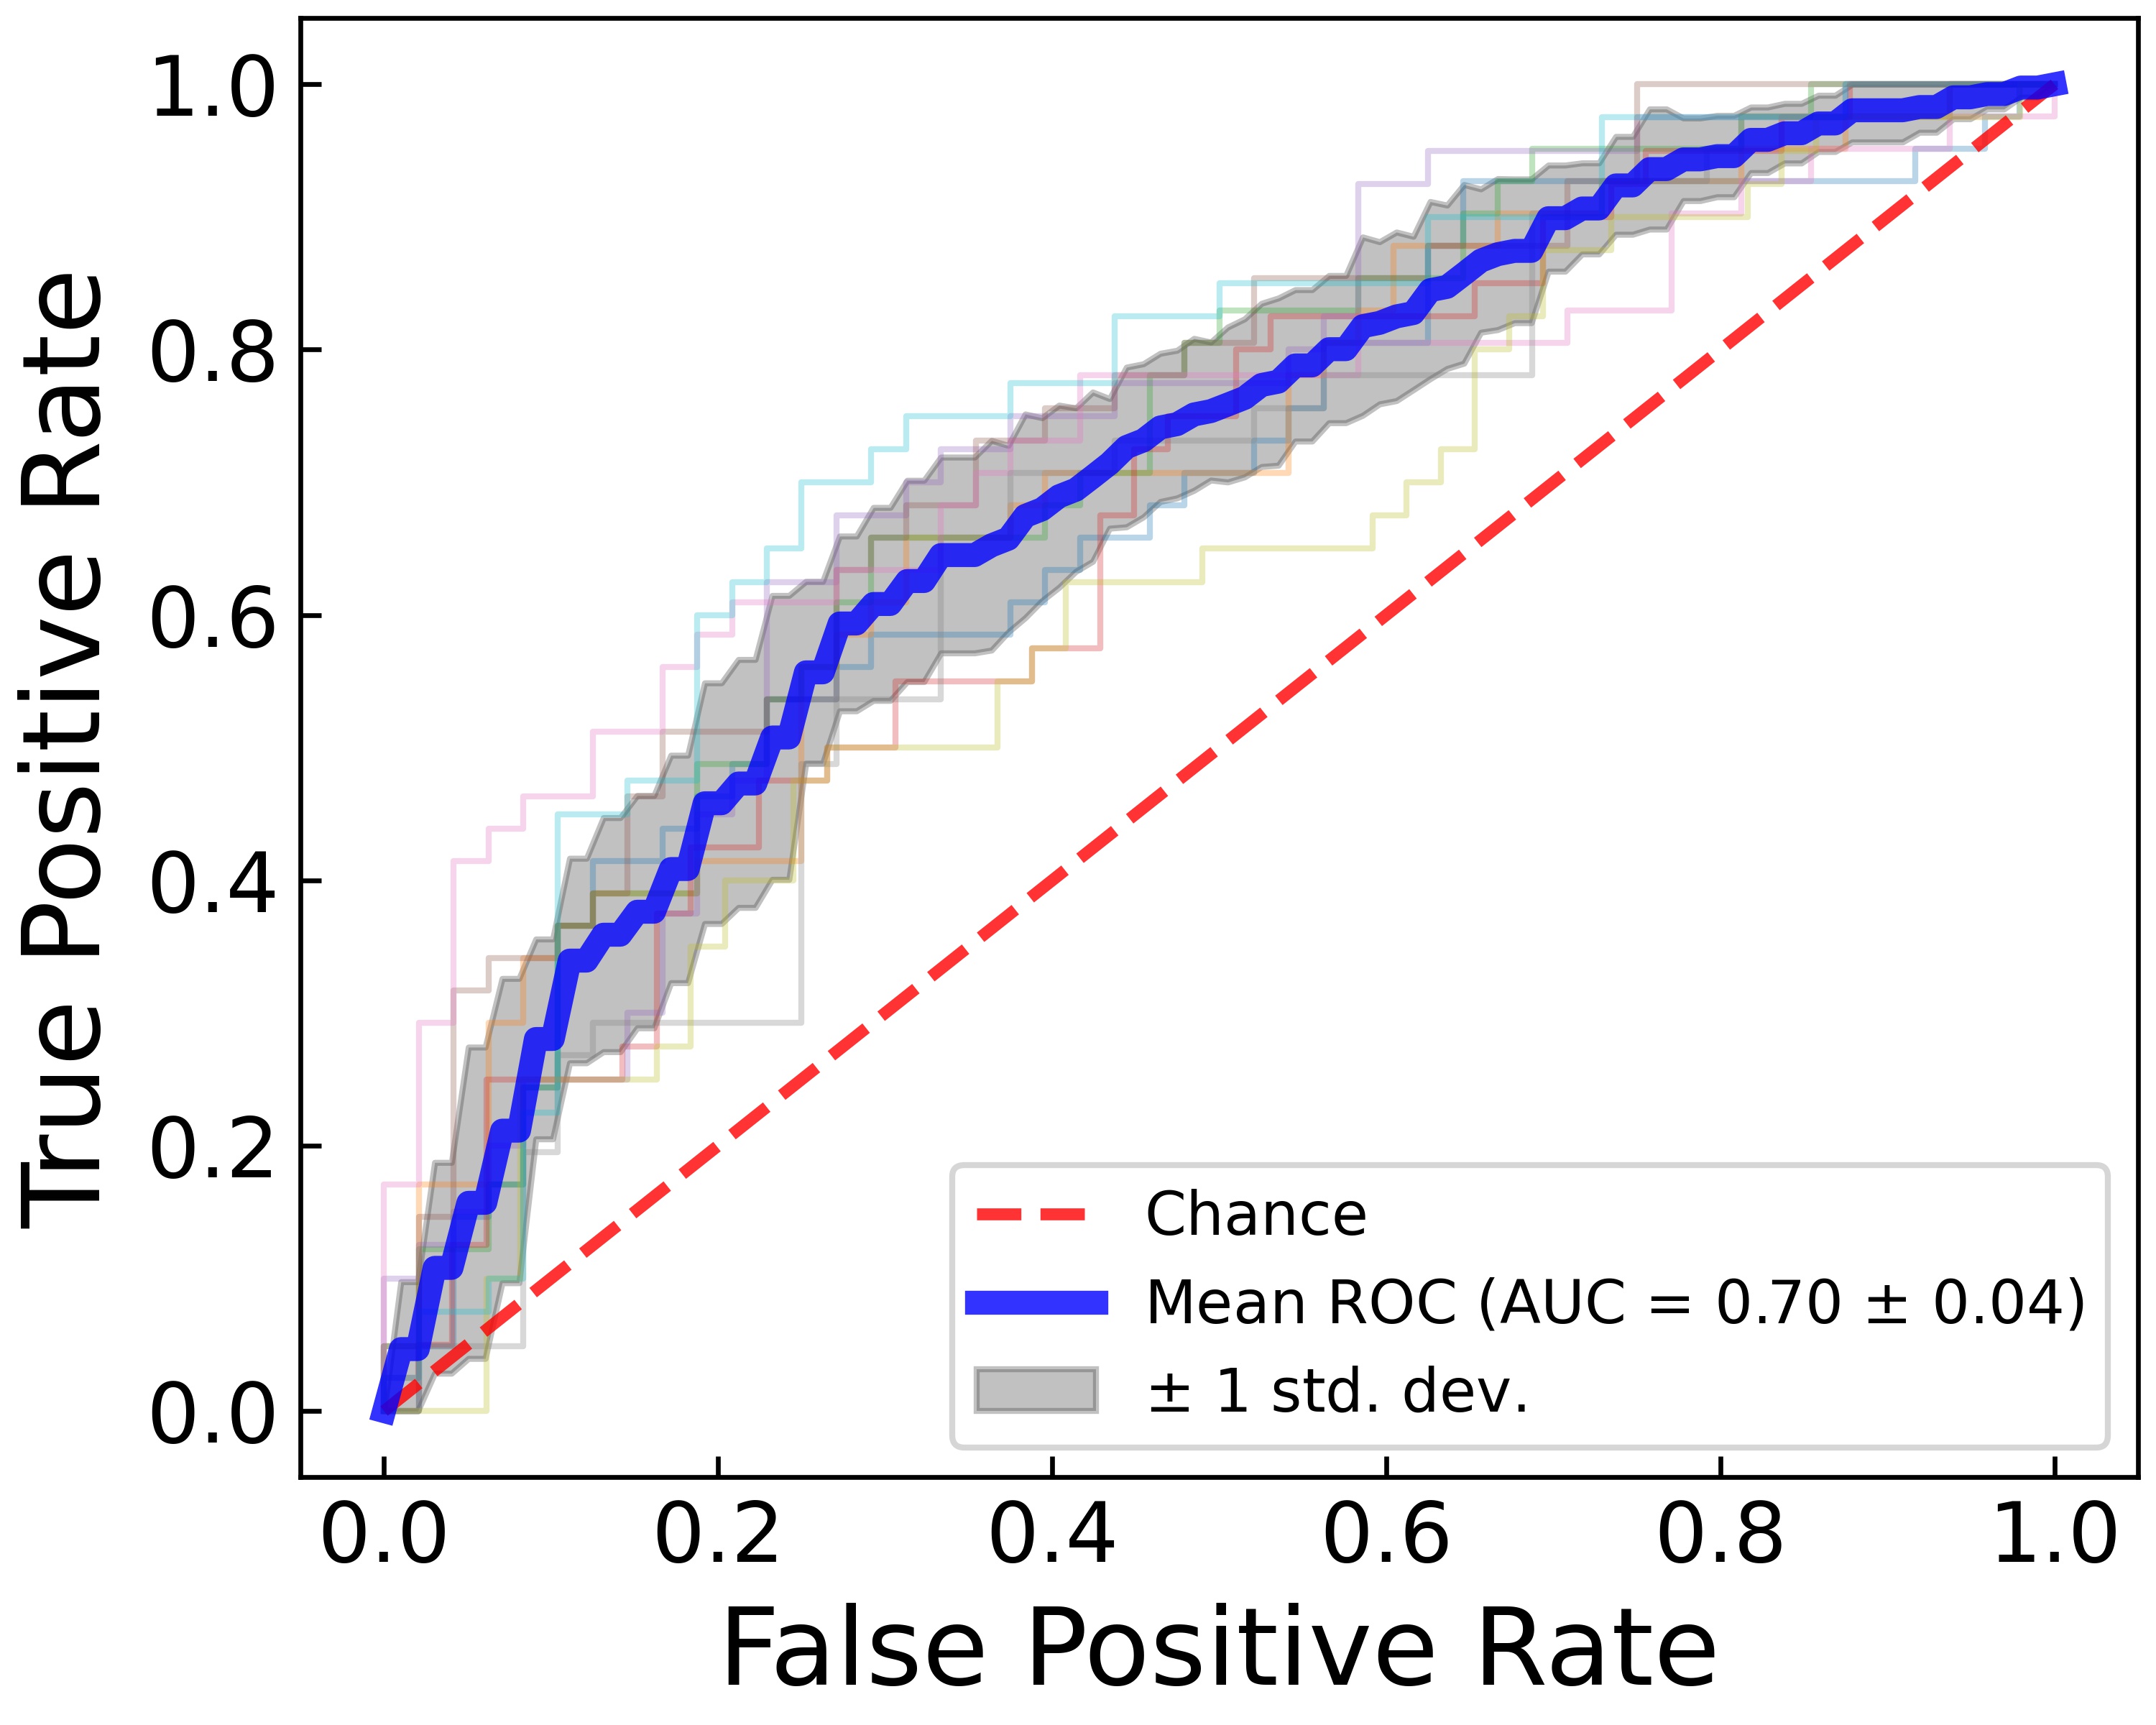 True Positive Rate
1.0
0.8
0.6
0.4
0.2
0.0
Chance
Mean ROC (AUC = 0.70 ± 0.04)
± 1 std. dev.
0.0 0.2 0.4 0.6 0.8 1.0
False Positive Rate